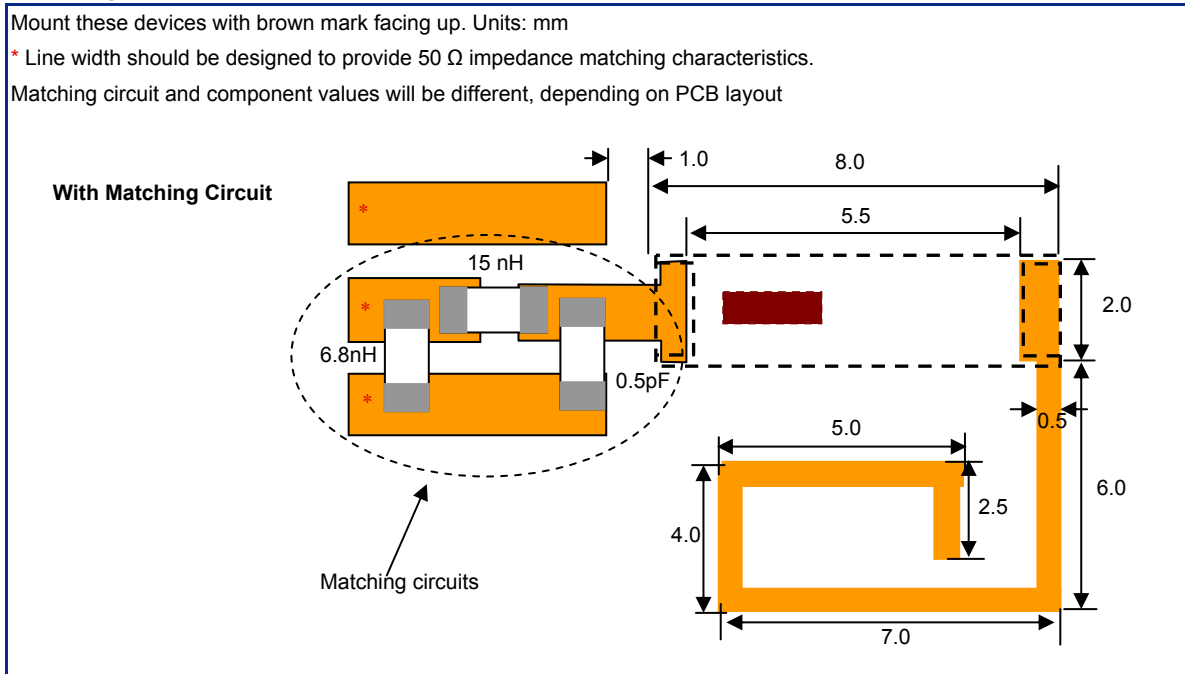 Mount these devices with brown mark facing up. Units: mm
* Line width should be designed to provide 50 Ω impedance matching characteristics.
Matching circuit and component values will be different, depending on PCB layout
With Matching Circuit
1.0
8.0
5.5
*
15 nH
*
2.0
6.8nH
0.5pF
*
0.5
5.0
6.0
2.5
4.0
Matching circuits
7.0